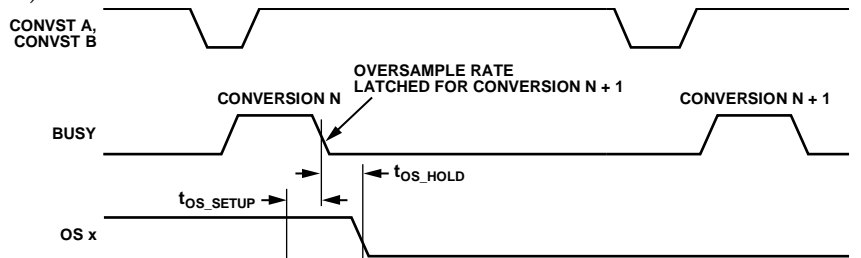 CONVST A,
CONVST B
OVERSAMPLE RATE
LATCHED FOR CONVERSION N + 1
CONVERSION N
CONVERSION N + 1
BUSY
tOS_HOLD
tOS_SETUP
OS x